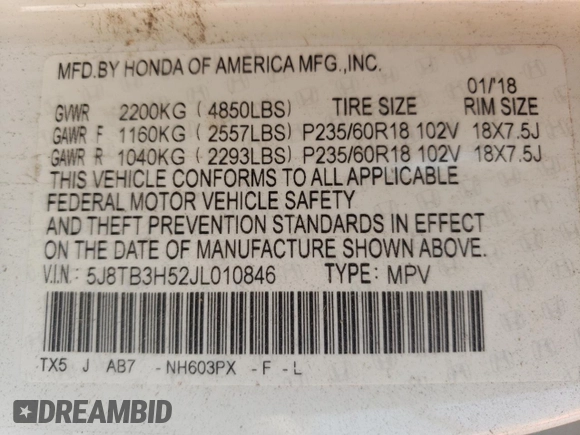 MFD.BY HONDA OF AMERICA MFG.,INC.
01/'18
GVWR 2200KG ( 4850LBS) TIRE SIZE RIM SIZE
GAWR F 1160KG ( 2557LBS) P235/60R18 102V 18X7.5J
GAWR R 1040KG ( 2293LBS) P235/60R18 102V 18X7.5J
THIS VEHICLE CONFORMS TO ALL APPLICABLE
FEDERAL MOTOR VEHICLE SAFETY
AND THEFT PREVENTION STANDARDS IN EFFECT
ON THE DATE OF MANUFACTURE SHOWN ABOVE.
V.I.N.: 5J8TB3H52JL010846 TYPE: MPV
TX5 J AB7 -NH603PX -F -L
DREAMBID